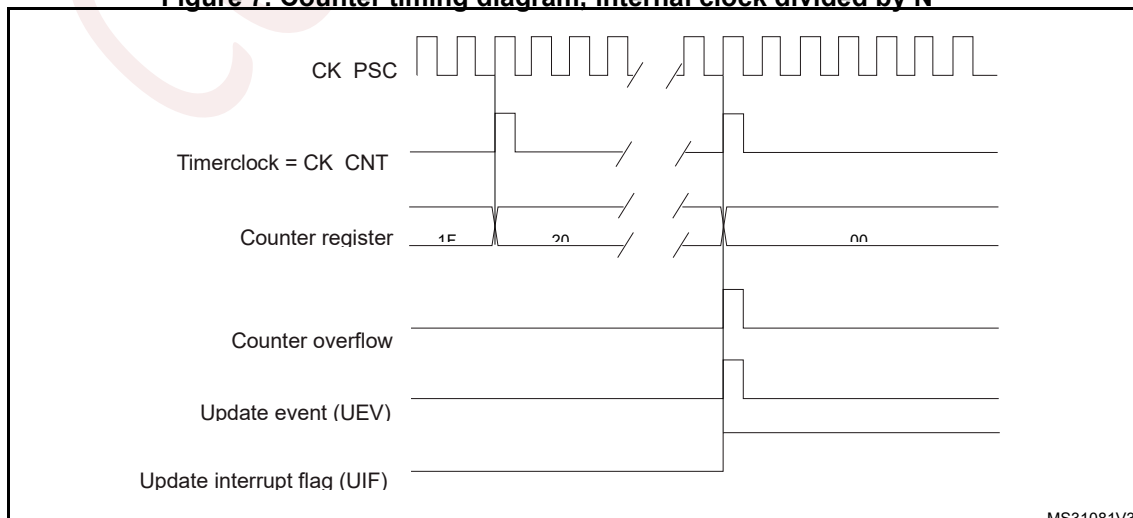 Figure 7. Counter timing diagram, internal clock divided by N
CK PSC
Timerclock = CK CNT
Counter register
1F
20
00
Counter overflow
Update event (UEV)
Update interrupt flag (UIF)
MS31081V3